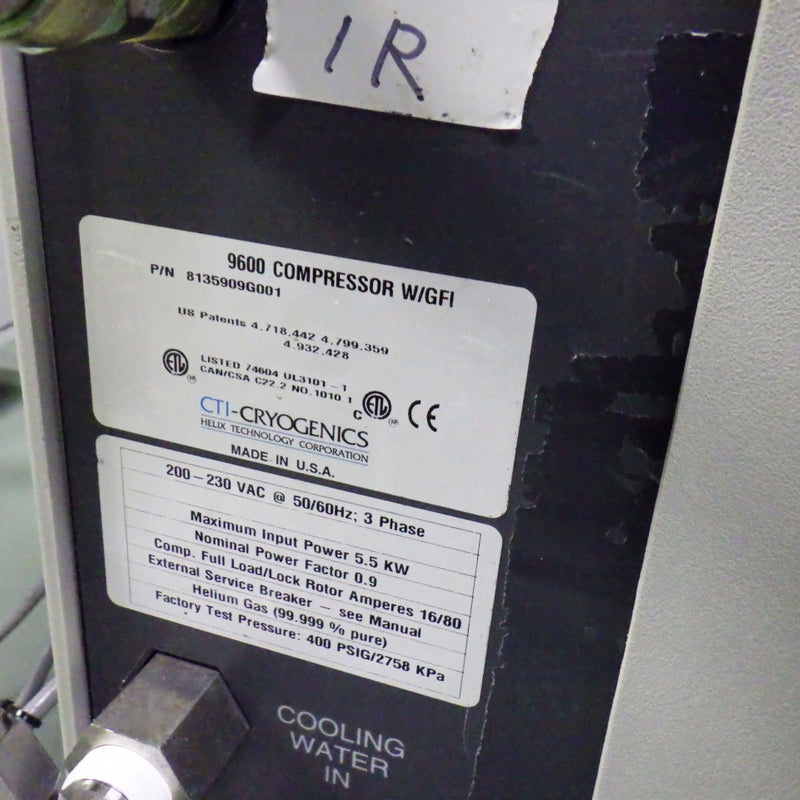 1R
9600 COMPRESSOR W/GFI
P/N 8135909G001
US Patents 4.718.442 4.799.359
4.932.428
ETL LISTED 74604 UL3101 - 1
CAN/CSA C22.2 NO.1010 1
C ETL CE
CTI-CRYOGENICS
HELIX TECHNOLOGY CORPORATION
MADE IN U.S.A.
200-230 VAC @ 50/60Hz; 3 Phase
Maximum Input Power 5.5 KW
Nominal Power Factor 0.9
Comp. Full Load/Lock Rotor Amperes 16/80
External Service Breaker - see Manual
Helium Gas (99.999 % pure)
Factory Test Pressure: 400 PSIG/2758 KPa
COOLING
WATER
IN